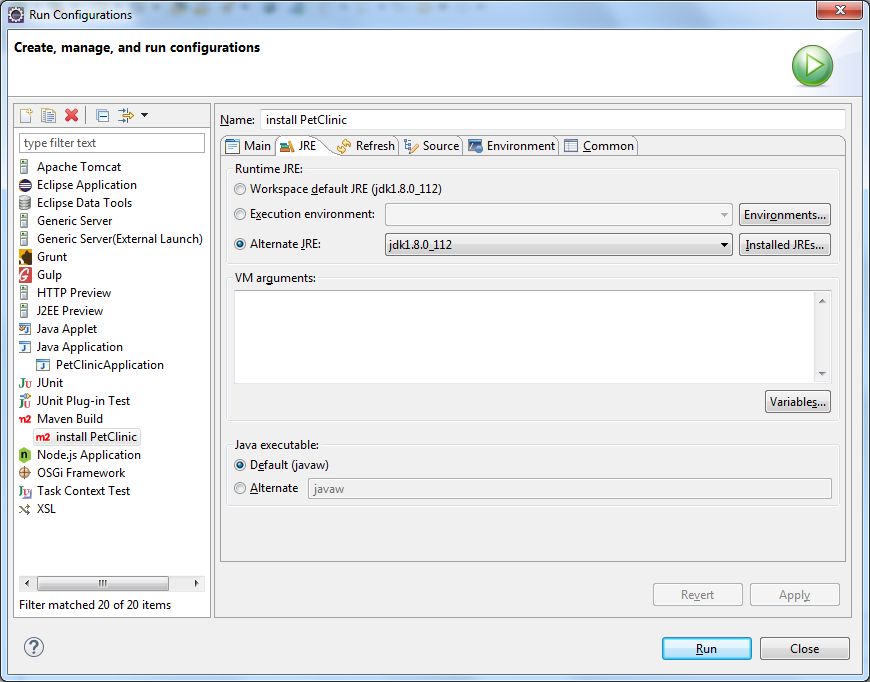 Run Configurations
Create, manage, and run configurations
type filter text
Apache Tomcat
Eclipse Application
Eclipse Data Tools
Generic Server
Generic Server(External Launch)
Grunt
Gulp
HTTP Preview
J2EE Preview
Java Applet
Java Application
PetClinicApplication
JUnit
JUnit Plug-in Test
m2 Maven Build
m2 install PetClinic
Node.js Application
OSGi Framework
Task Context Test
XSL
Filter matched 20 of 20 items
Name: install PetClinic
Main JRE Refresh Source Environment Common
Runtime JRE:
Workspace default JRE (jdk1.8.0_112)
Execution environment: Environments...
Alternate JRE: jdk1.8.0_112 Installed JREs...
VM arguments:
Variables...
Java executable:
Default (javaw)
Alternate javaw
Revert Apply
? Run Close